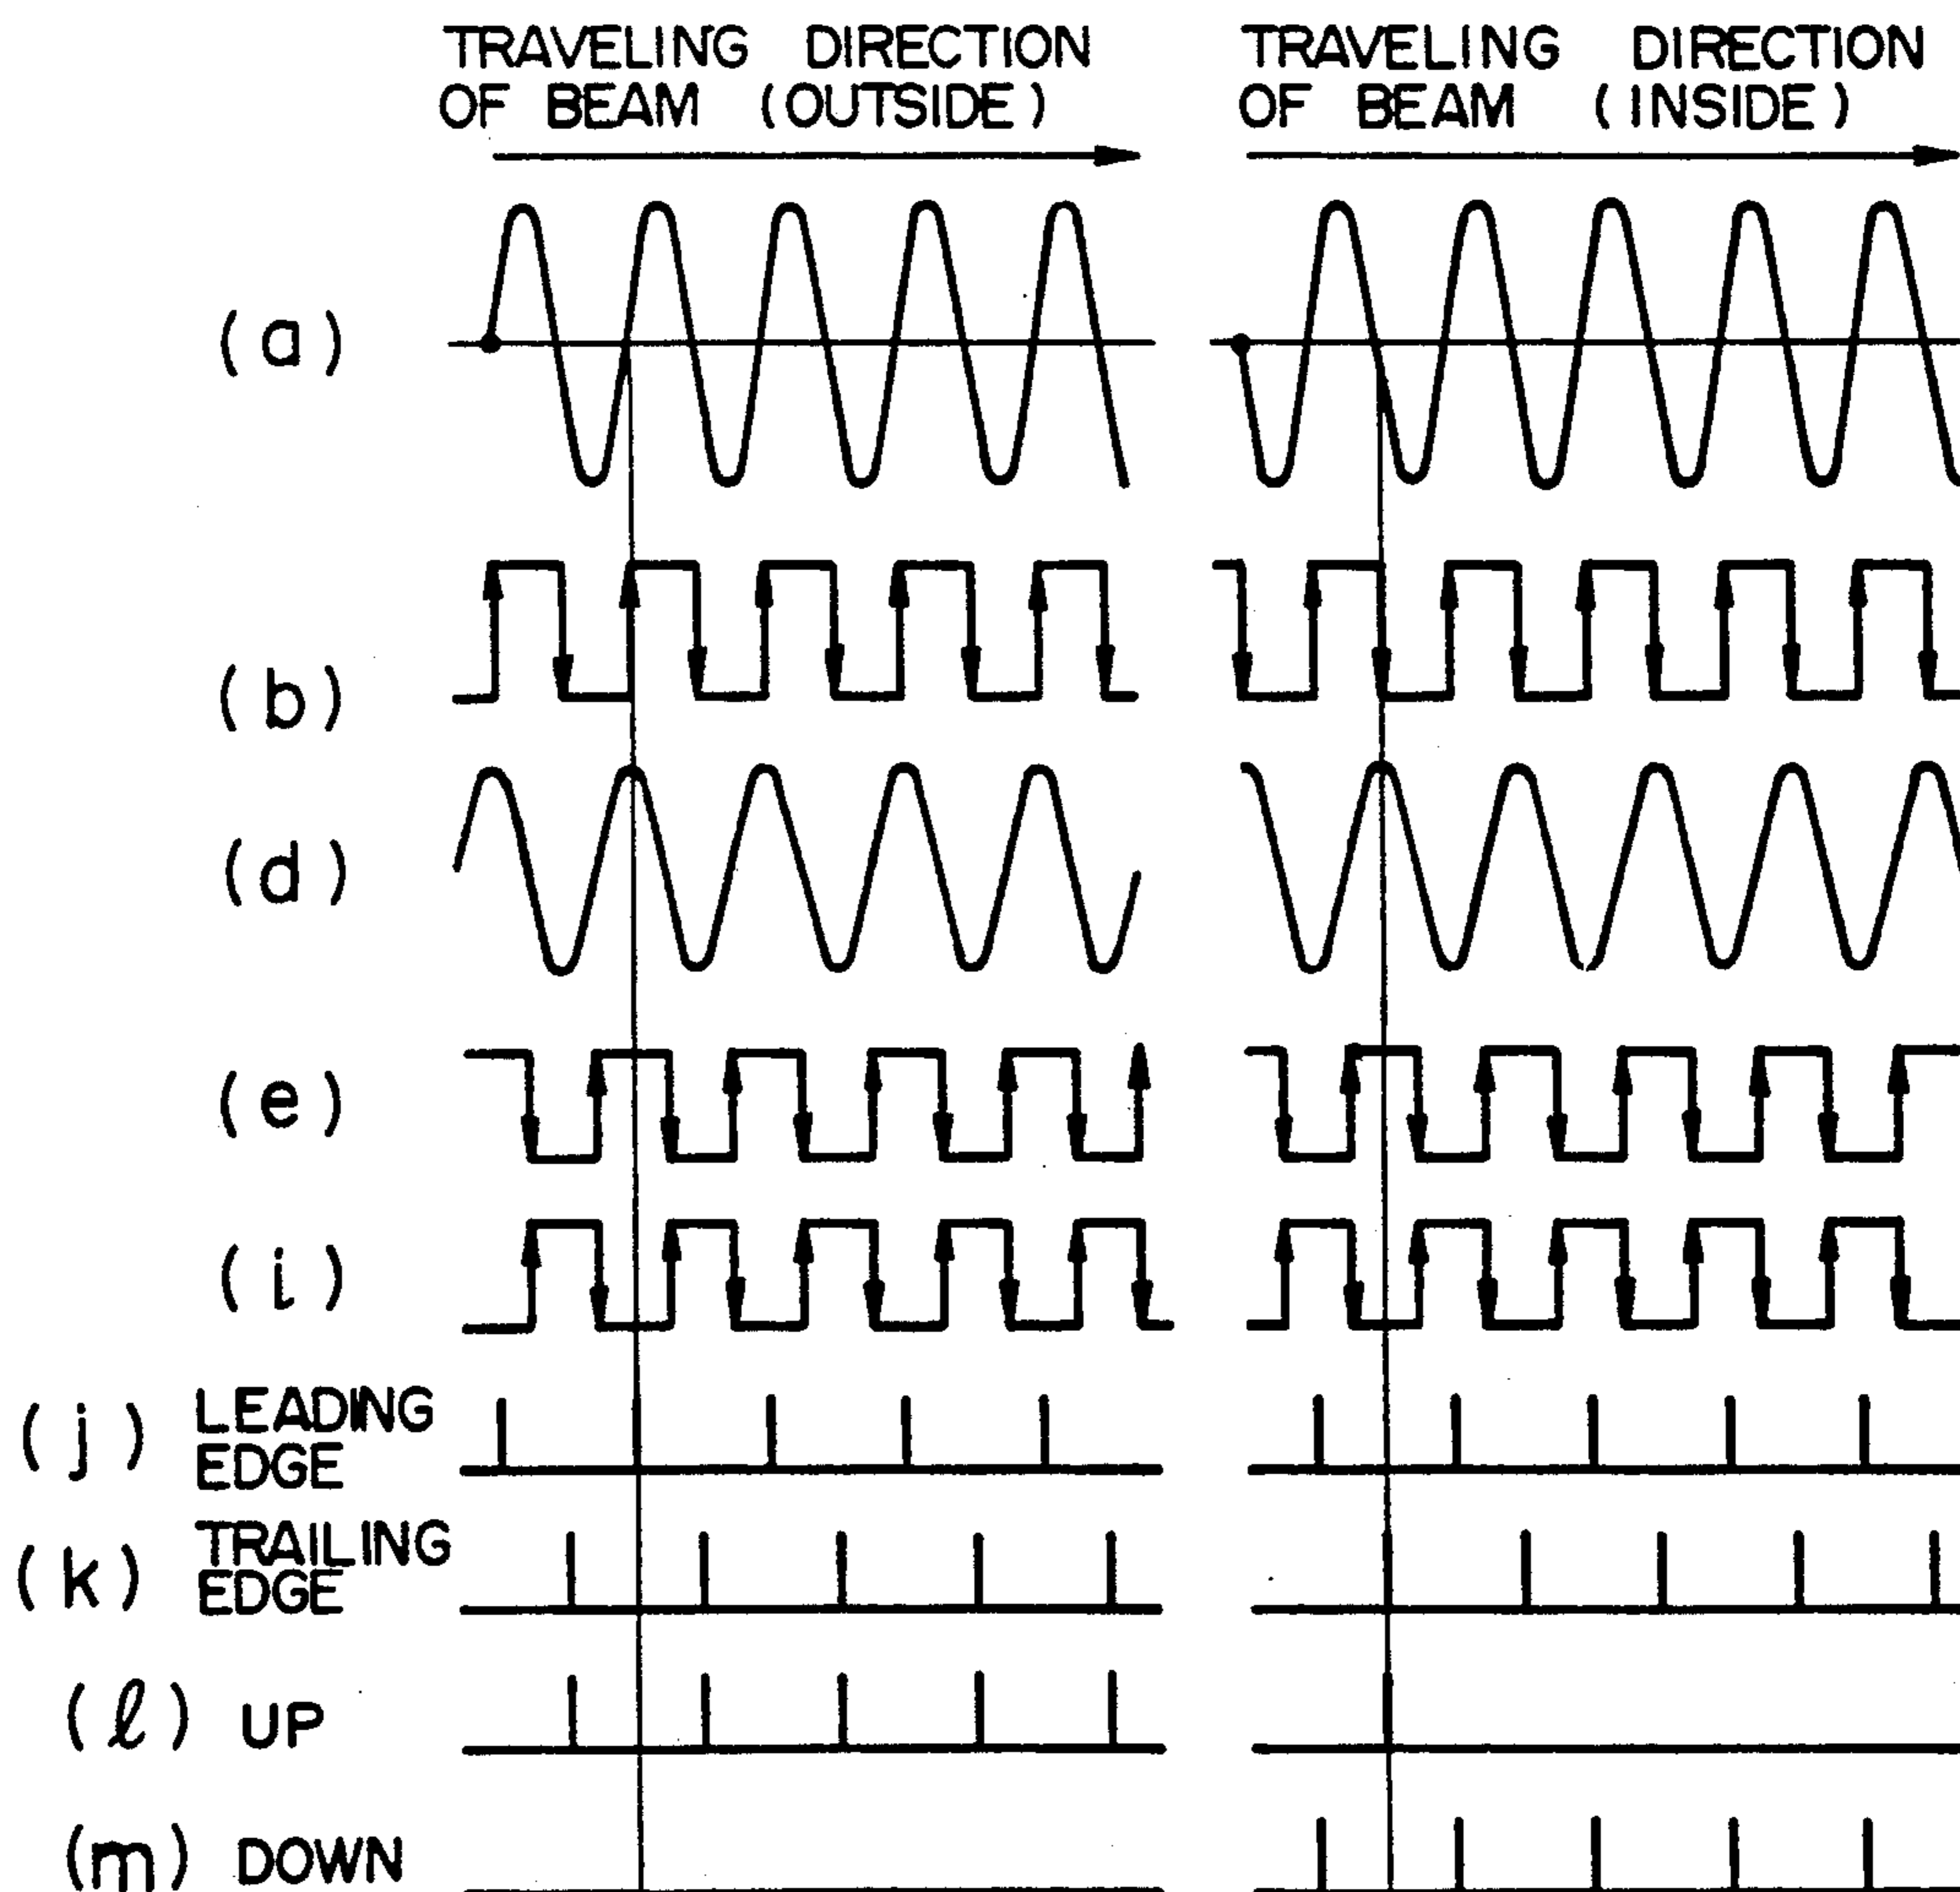 TRAVELING DIRECTION
OF BEAM (OUTSIDE)
TRAVELING DIRECTION
OF BEAM (INSIDE)
(a)
(b)
(d)
(e)
(i)
(j) LEADING
EDGE
(k) TRAILING
EDGE
(ℓ) UP
(m) DOWN